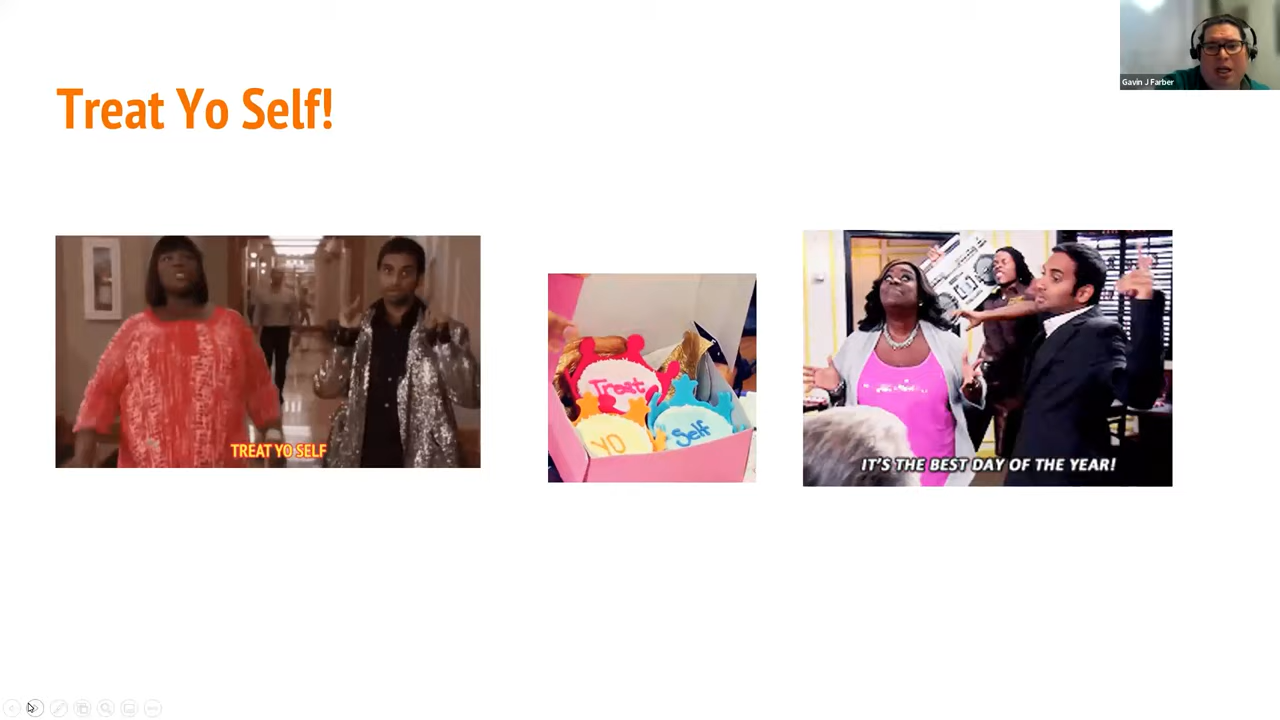 Gavin J Farber
Treat Yo Self!
TREAT YO SELF
Treat
YO
Self
IT'S THE BEST DAY OF THE YEAR!